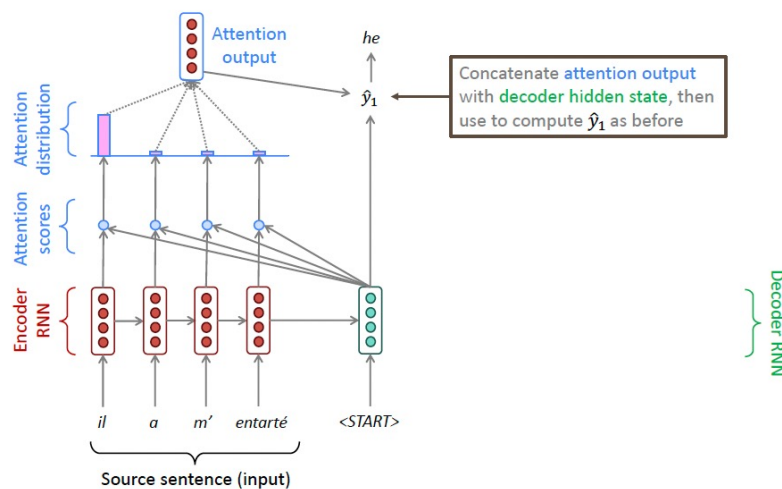 Attention
output
he
ŷ₁
Concatenate attention output
with decoder hidden state, then
use to compute ŷ₁ as before
Attention
distribution
Attention
scores
Encoder
RNN
Decoder RNN
il a m' entarté <START>
Source sentence (input)